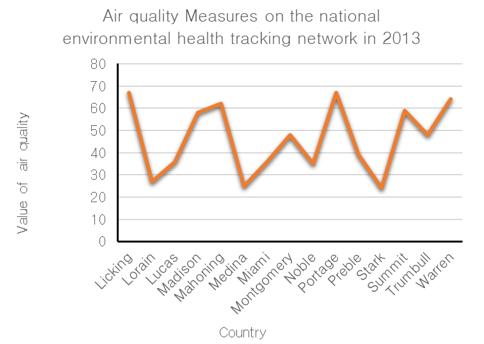 Air quality Measures on the national
environmental health tracking network in 2013
Value of air quality
80
70
60
50
40
30
20
10
0
Licking
Lorain
Lucas
Madison
Mahoning
Medina
Miami
Montgomery
Noble
Portage
Preble
Stark
Summit
Trumbull
Warren
Country